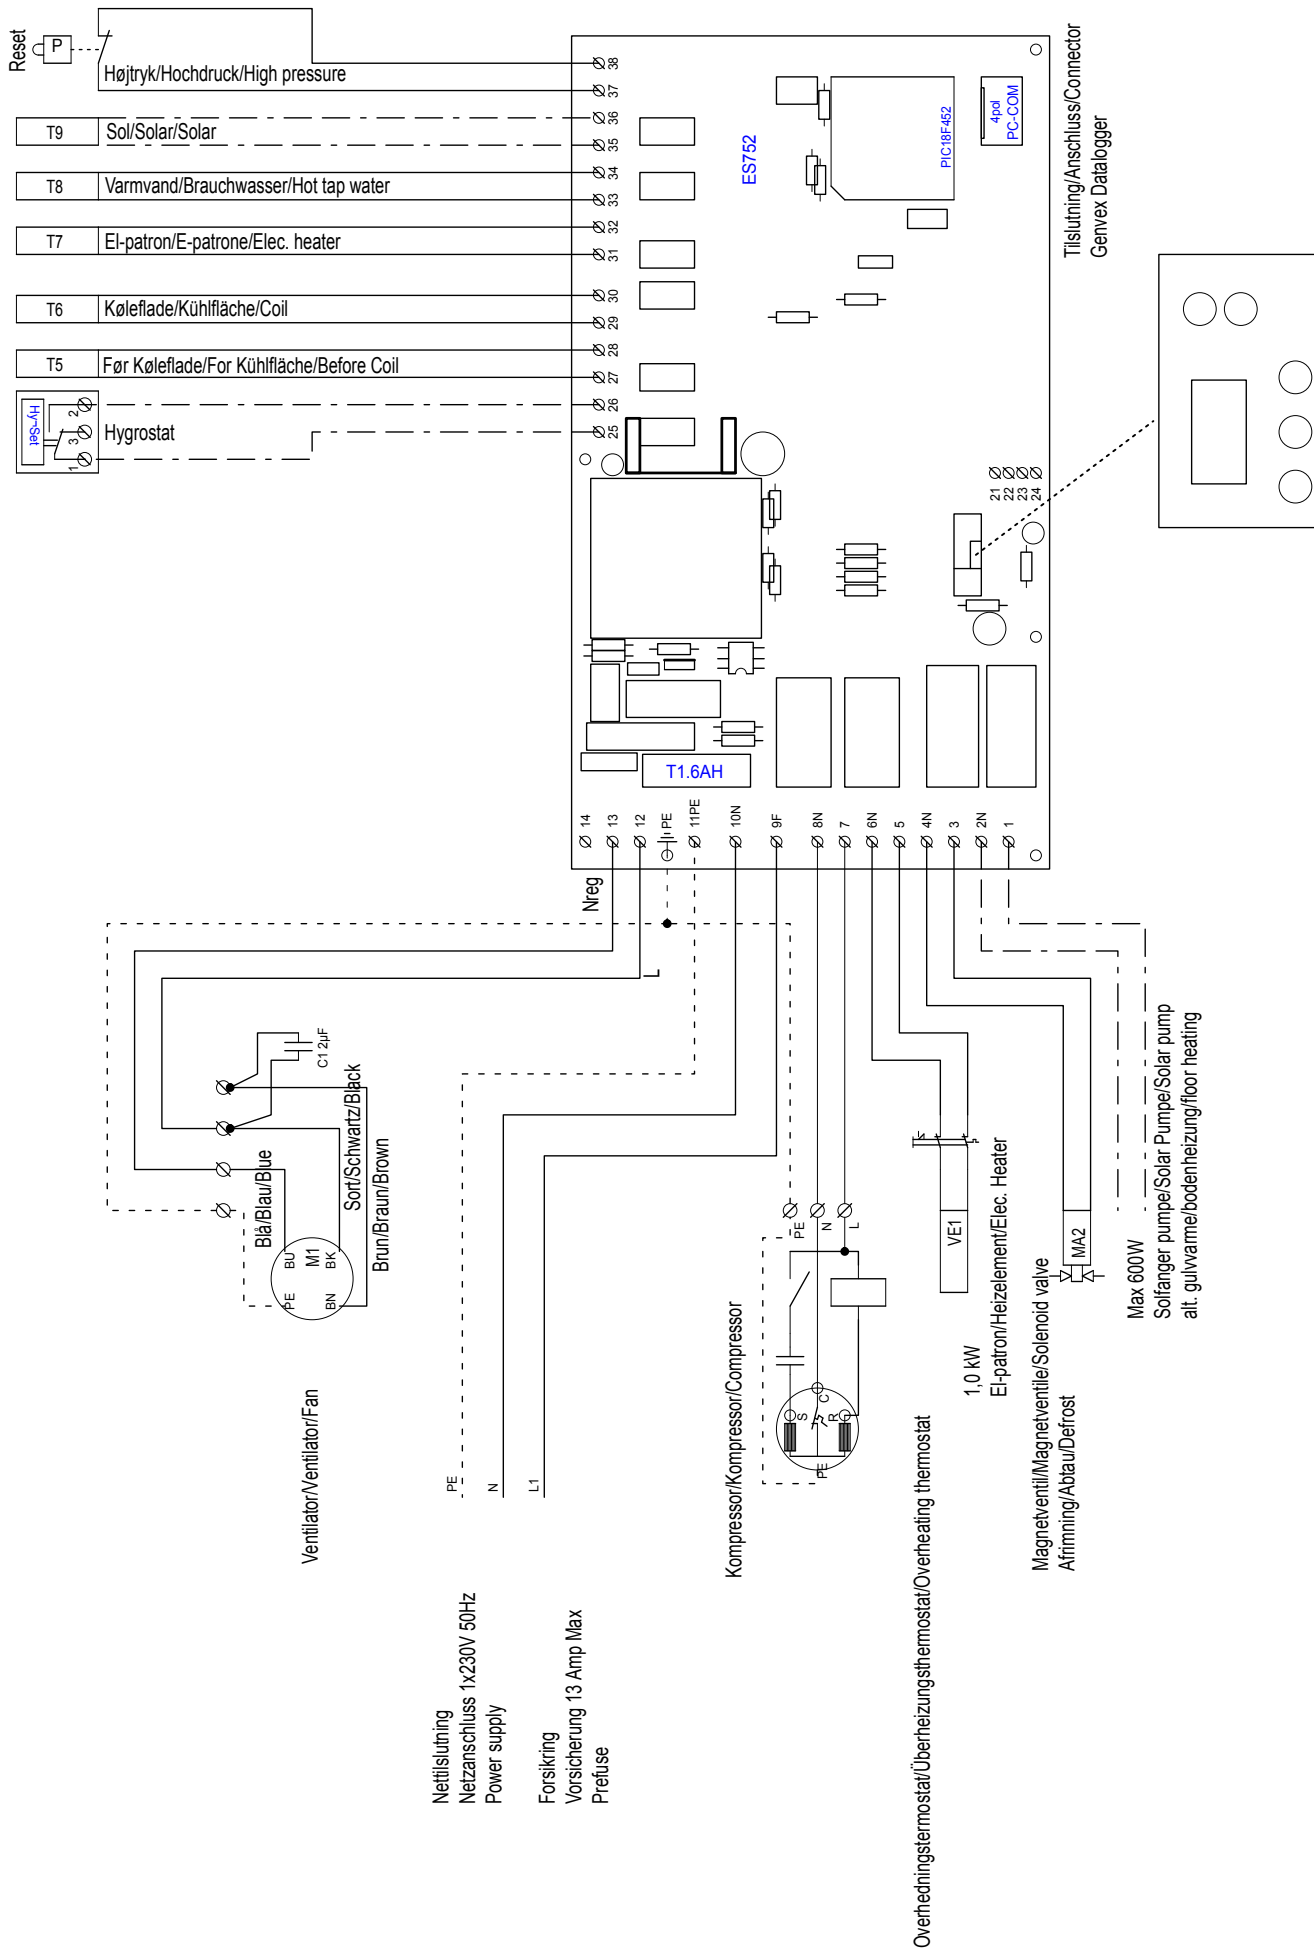 Reset
P
Højtryk/Hochdruck/High pressure
T9
Sol/Solar/Solar
T8
Varmvand/Brauchwasser/Hot tap water
T7
El-patron/E-patrone/Elec. heater
T6
Køleflade/Kühlfläche/Coil
T5
Før Køleflade/For Kühlfläche/Before Coil
Hy-Set
1
3
2
Hygrostat
38
37
36
35
34
33
32
31
30
29
28
27
26
25
ES752
PIC18F452
4pol
PC-COM
Tilslutning/Anschluss/Connector
Genvex Datalogger
21
22
23
24
T1.6AH
14
13
12
PE
11PE
10N
9F
8N
7
6N
5
4N
3
2N
1
Nreg
L
C1 2µF
Blå/Blau/Blue
Sort/Schwartz/Black
Brun/Braun/Brown
PE
BU
M1
BN
BK
Ventilator/Ventilator/Fan
PE
N
L1
Nettilslutning
Netzanschluss 1x230V 50Hz
Power supply
Forsikring
Vorsicherung 13 Amp Max
Prefuse
PE
N
L
S
C
R
PE
Kompressor/Kompressor/Compressor
VE1
1,0 kW
El-patron/Heizelement/Elec. Heater
Overhedningstermostat/Überheizungsthermostat/Overheating thermostat
MA2
Magnetventil/Magnetventile/Solenoid valve
Afrimning/Abtau/Defrost
Max 600W
Solfanger pumpe/Solar Pumpe/Solar pump
alt. gulvvarme/bodenheizung/floor heating